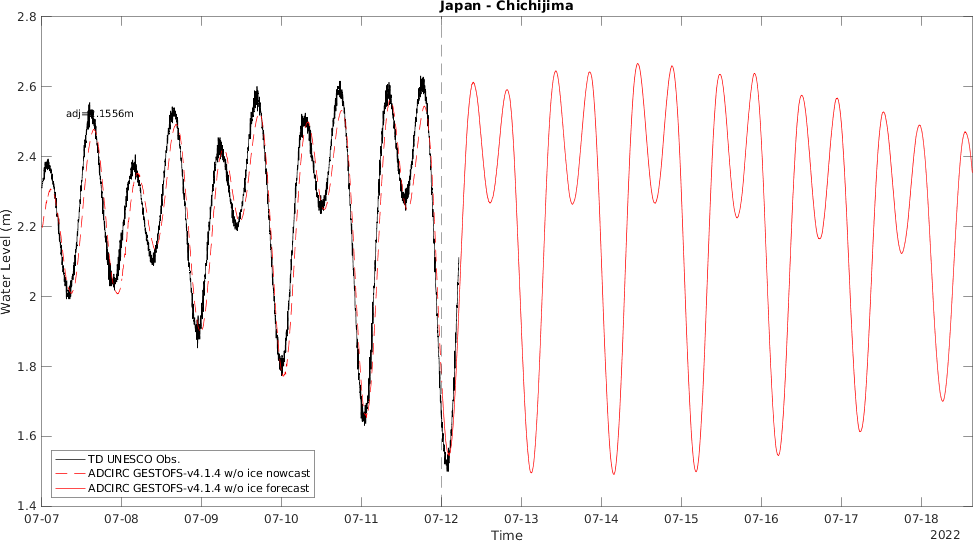 Japan - Chichijima
2.8
2.6
2.4
2.2
2
1.8
1.6
1.4
Water Level (m)
TD UNESCO Obs.
ADCIRC GESTOFS-v4.1.4 w/o ice nowcast
ADCIRC GESTOFS-v4.1.4 w/o ice forecast
07-07 07-08 07-09 07-10 07-11 07-12 07-13 07-14 07-15 07-16 07-17 07-18
Time
2022